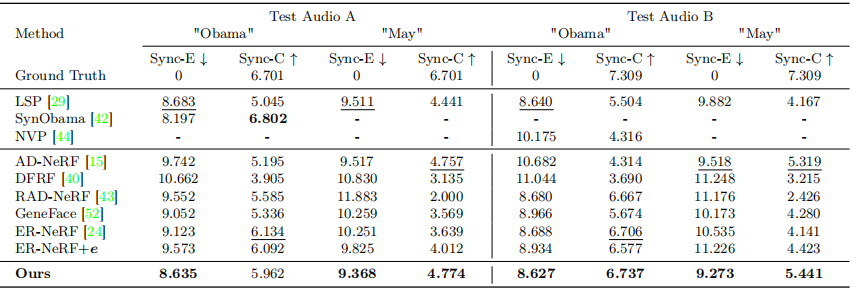 Test Audio A Test Audio B
Method "Obama" "May" "Obama" "May"
Sync-E ↓ Sync-C ↑ Sync-E ↓ Sync-C ↑ Sync-E ↓ Sync-C ↑ Sync-E ↓ Sync-C ↑
Ground Truth 0 6.701 0 6.701 0 7.309 0 7.309
LSP [29] 8.683 5.045 9.511 4.441 8.640 5.504 9.882 4.167
SynObama [42] 8.197 6.802 - - - - - -
NVP [44] - - - - 10.175 4.316 - -
AD-NeRF [15] 9.742 5.195 9.517 4.757 10.682 4.314 9.518 5.319
DFRF [40] 10.662 3.905 10.830 3.135 11.044 3.690 11.248 3.215
RAD-NeRF [43] 9.552 5.585 11.883 2.000 8.680 6.667 11.176 2.426
GeneFace [52] 9.052 5.336 10.259 3.569 8.966 5.674 10.173 4.280
ER-NeRF [24] 9.123 6.134 10.251 3.639 8.688 6.706 10.535 4.141
ER-NeRF+e 9.573 6.092 9.825 4.012 8.934 6.577 11.226 4.423
Ours 8.635 5.962 9.368 4.774 8.627 6.737 9.273 5.441